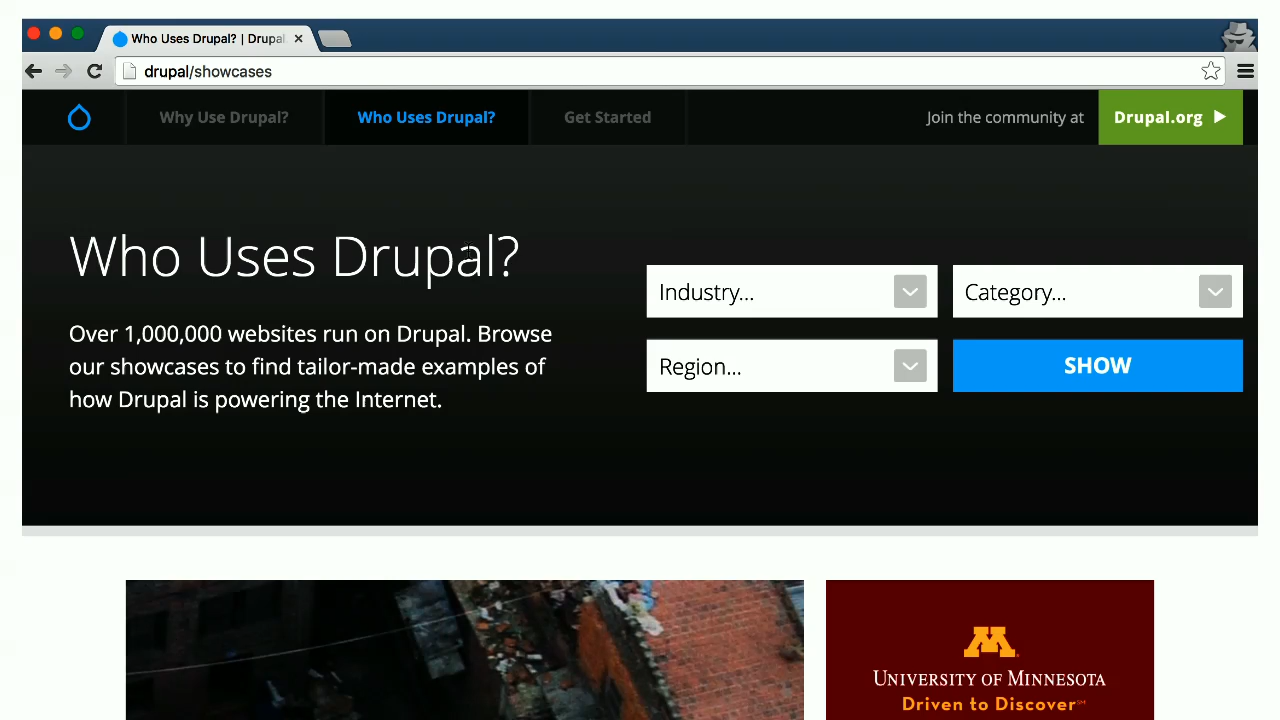 Who Uses Drupal? | Drupal
drupal/showcases
Why Use Drupal?
Who Uses Drupal?
Get Started
Join the community at
Drupal.org
Who Uses Drupal?
Over 1,000,000 websites run on Drupal. Browse
our showcases to find tailor-made examples of
how Drupal is powering the Internet.
Industry...
Category...
Region...
SHOW
M
UNIVERSITY OF MINNESOTA
Driven to Discover℠